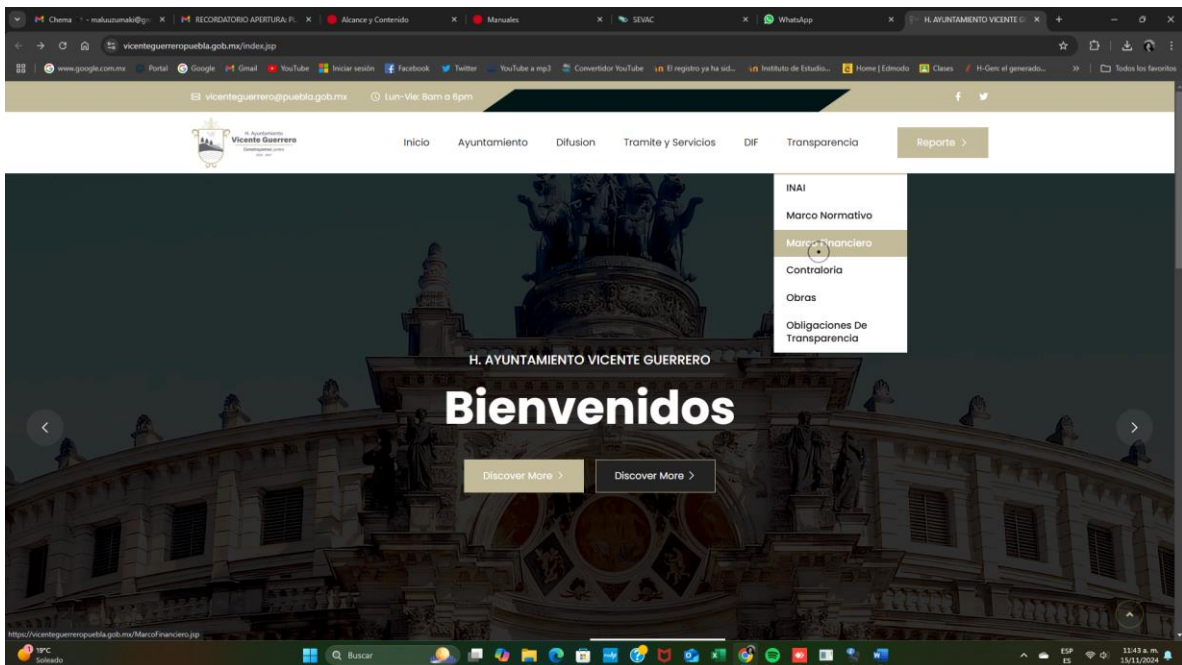 Chema
- maluuzumaki@g
RECORDATORIO APERTURA: PL
Alcance y Contenido
Manuales
SEVAC
WhatsApp
H. AYUNTAMIENTO VICENTE G
vicenteguerreropuebla.gob.mx/index.jsp
www.google.com.mx
Portal
Google
Gmail
YouTube
Iniciar sesión
Facebook
Twitter
YouTube a mp3
Convertidor YouTube
El registro ya ha sid...
Instituto de Estudio...
Home | Edmodo
Clases
H-Gen: el generado...
Todos los favoritos
vicenteguerrero@puebla.gob.mx
Lun-Vie: 8am a 6pm
H. Ayuntamiento
Vicente Guerrero
Inicio
Ayuntamiento
Difusion
Tramite y Servicios
DIF
Transparencia
Reporte >
INAI
Marco Normativo
Marco Financiero
Contraloria
Obras
Obligaciones De
Transparencia
H. AYUNTAMIENTO VICENTE GUERRERO
Bienvenidos
Discover More >
Discover More >
https://vicenteguerreropuebla.gob.mx/MarcoFinanciero.jsp
19°C
Soleado
Buscar
ESP
ES
11:43 a. m.
15/11/2024